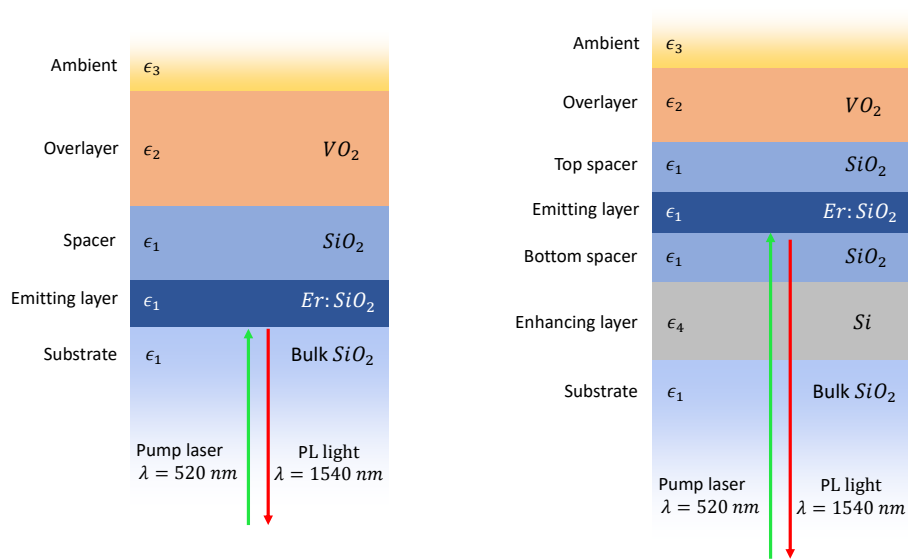 Ambient ϵ₃
Overlayer ϵ₂ VO₂
Spacer ϵ₁ SiO₂
Emitting layer ϵ₁ Er: SiO₂
Substrate ϵ₁ Bulk SiO₂
Pump laser PL light
λ = 520 nm λ = 1540 nm
Ambient ϵ₃
Overlayer ϵ₂ VO₂
Top spacer ϵ₁ SiO₂
Emitting layer ϵ₁ Er: SiO₂
Bottom spacer ϵ₁ SiO₂
Enhancing layer ϵ₄ Si
Substrate ϵ₁ Bulk SiO₂
Pump laser PL light
λ = 520 nm λ = 1540 nm